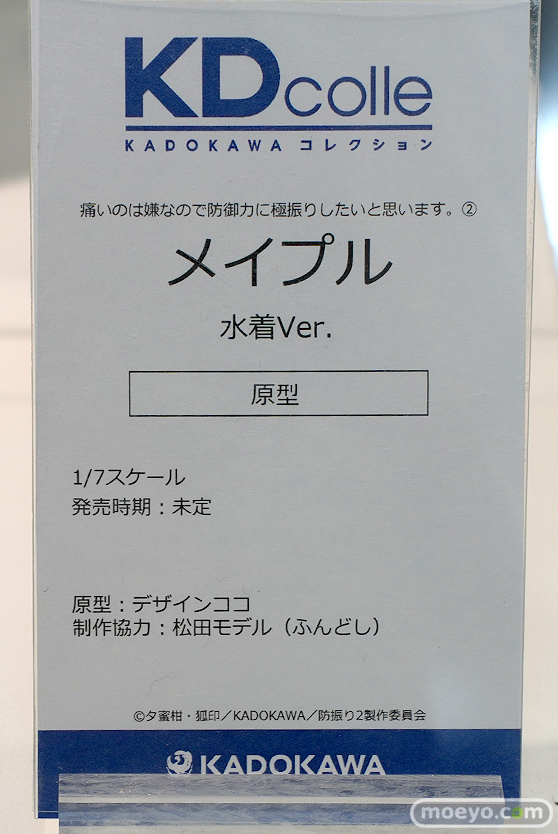 KDcolle
KADOKAWA コレクション
痛いのは嫌なので防御力に極振りしたいと思います。②
メイプル
水着Ver.
原型
1/7スケール
発売時期：未定
原型：デザインココ
制作協力：松田モデル（ふんどし）
©夕蜜柑・狐印／KADOKAWA／防振り2製作委員会
KADOKAWA
moeyo.com